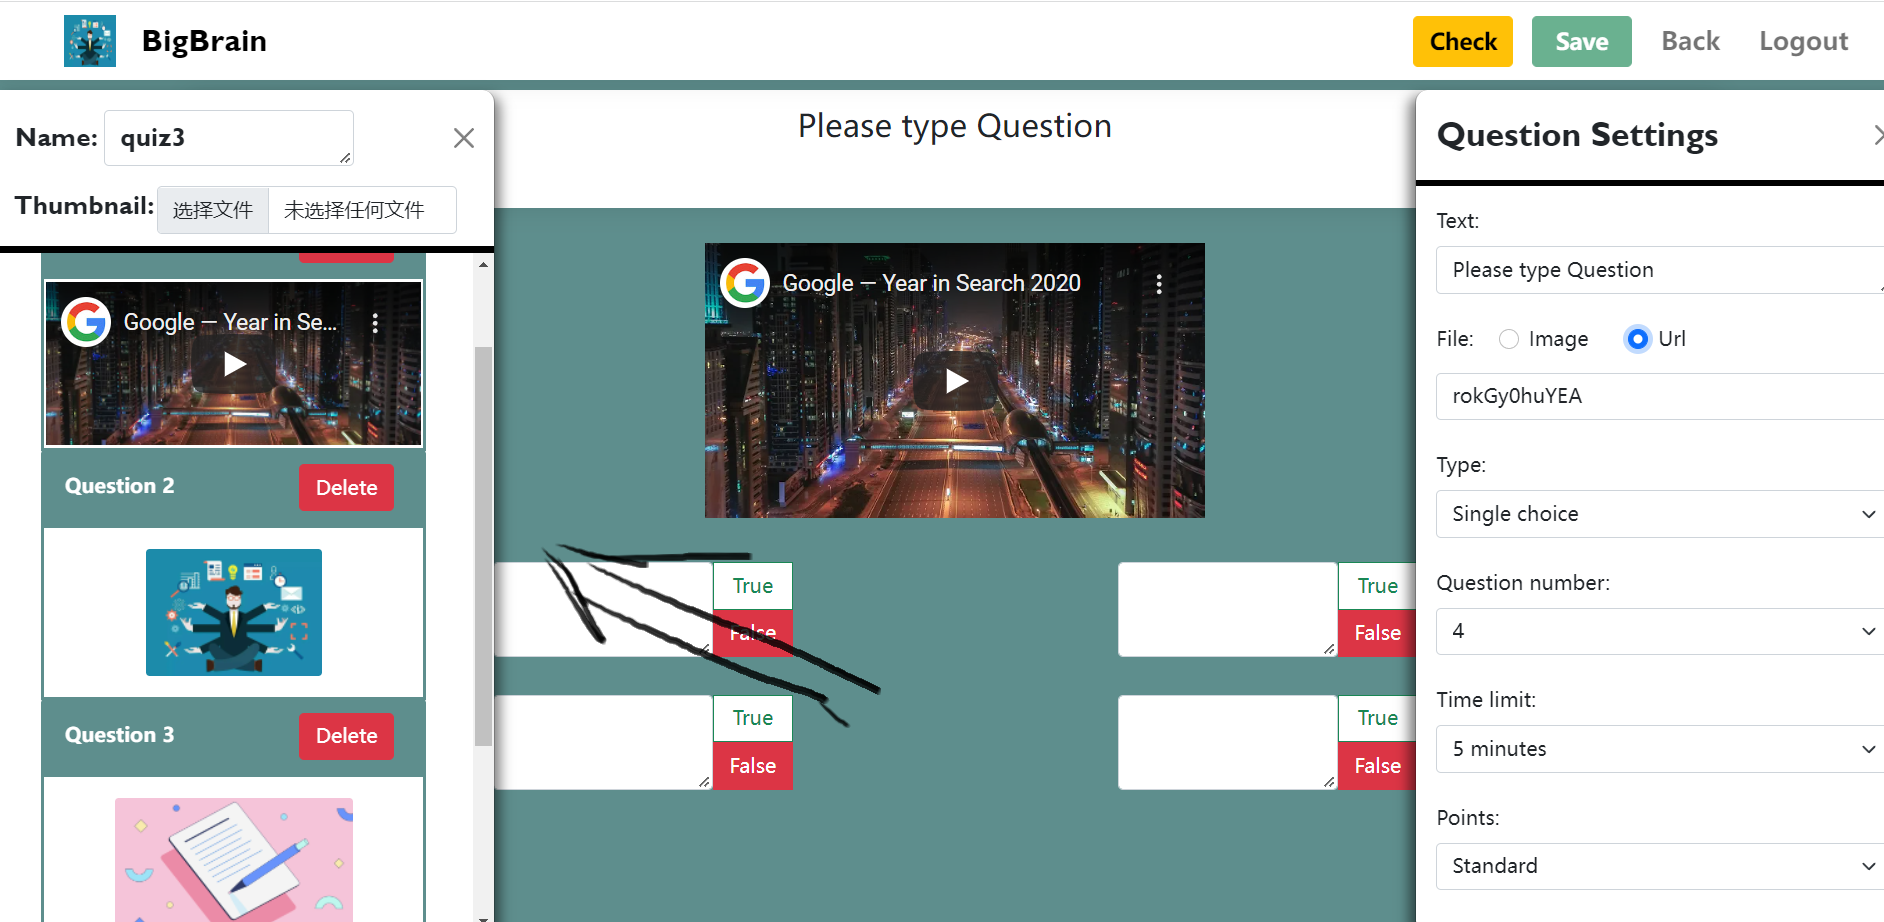 BigBrain
Check
Save
Back
Logout
Name:
quiz3
Thumbnail:
选择文件
未选择任何文件
Google — Year in Se...
Question 2
Delete
Question 3
Delete
Please type Question
Google — Year in Search 2020
True
False
True
False
True
False
True
False
Question Settings
Text:
Please type Question
File:
Image
Url
rokGy0huYEA
Type:
Single choice
Question number:
4
Time limit:
5 minutes
Points:
Standard